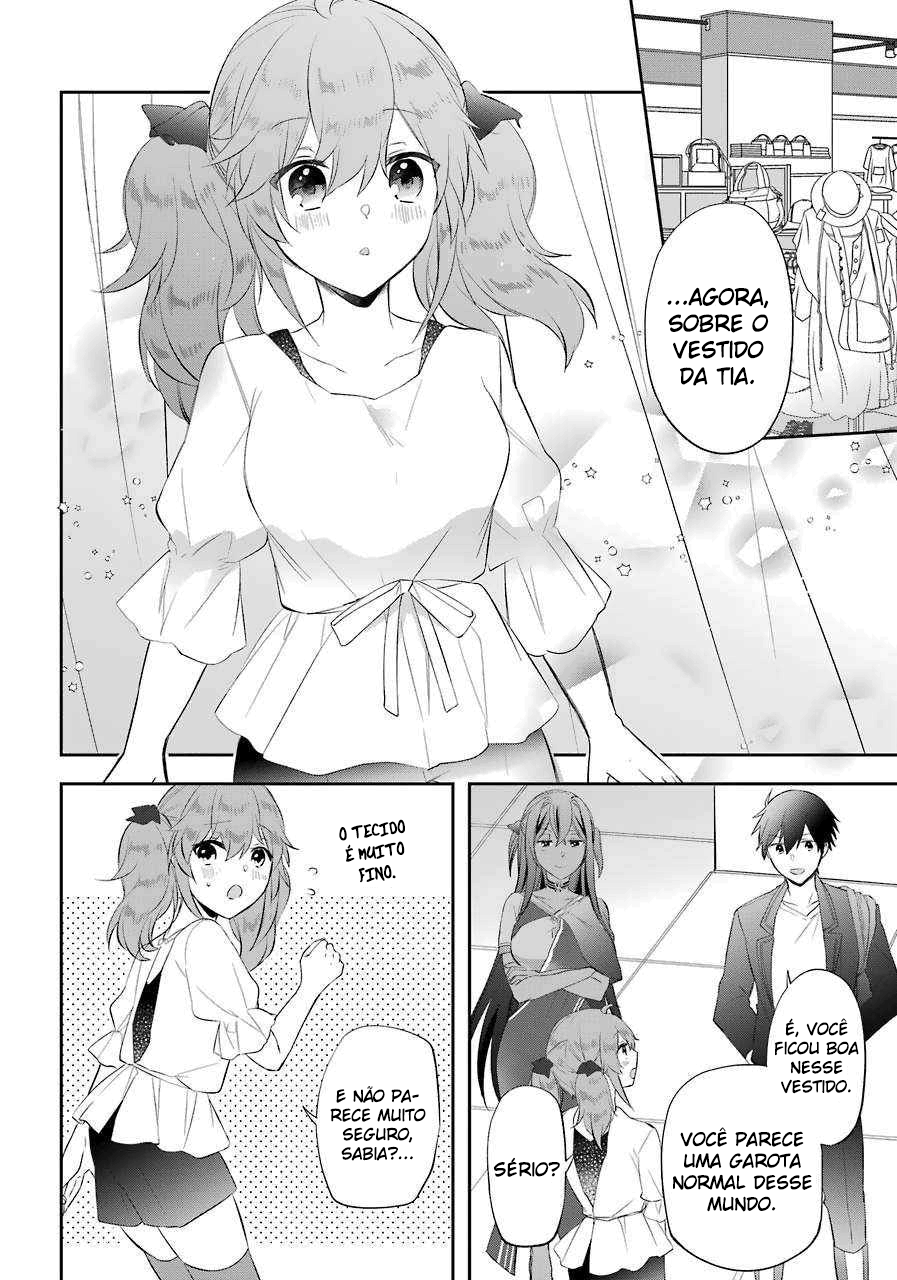 ...AGORA,
SOBRE O
VESTIDO
DA TIA.
É, VOCÊ
FICOU BOA
NESSE
VESTIDO.
VOCÊ PARECE
UMA GAROTA
NORMAL DESSE
MUNDO.
SÉRIO?
O TECIDO
É MUITO
FINO.
E NÃO PA-
RECE MUITO
SEGURO,
SABIA?...